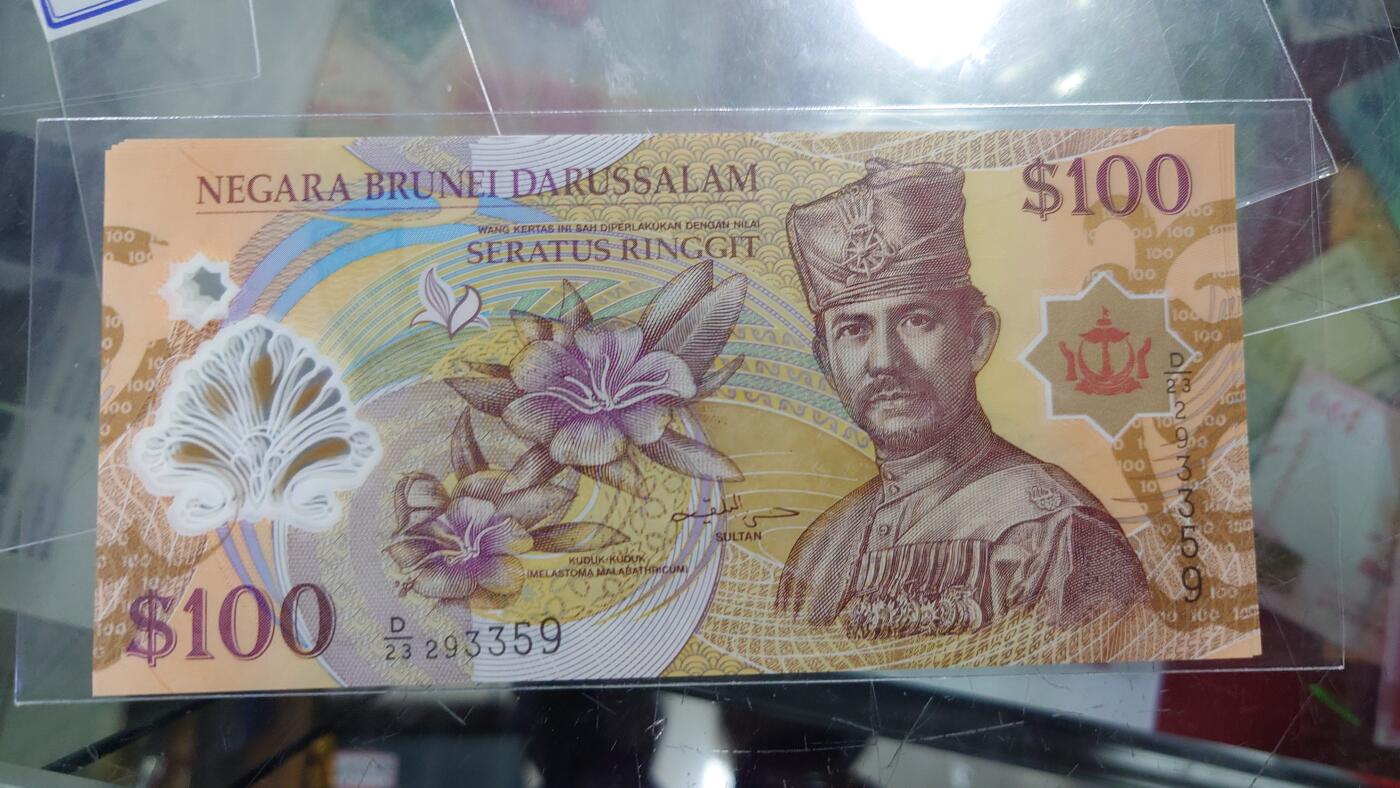 NEGARA BRUNEI DARUSSALAM
$100
WANG KERTAS INI SAH DIPERLAKUKAN DENGAN NILAI
SERATUS RINGGIT
D/23 293359
SULTAN
KUDUK-KUDUK
(MELASTOMA MALABATHRICUM)
$100
D/23 293359